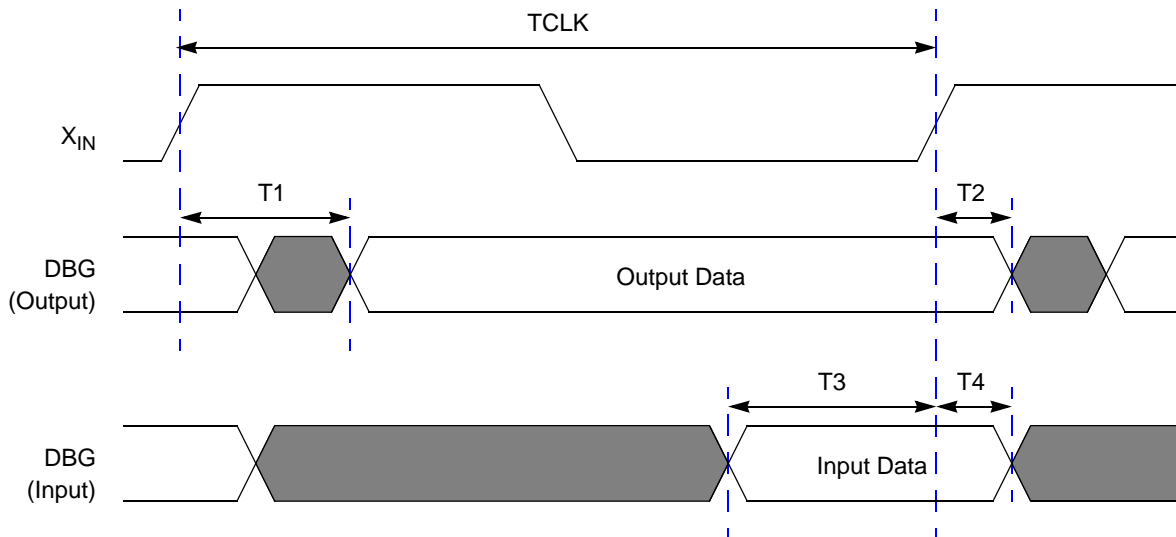 TCLK
XIN
T1
T2
DBG
(Output)
Output Data
T3
T4
DBG
(Input)
Input Data